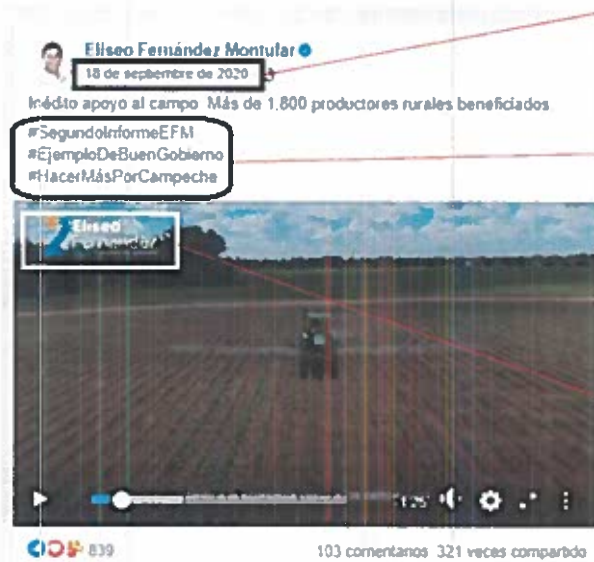 Eliseo Fernández Montufar
18 de septiembre de 2020
Inédito apoyo al campo. Más de 1,800 productores rurales beneficiados
#SegundoInformeEFM
#EjemploDeBuenGobierno
#HacerMásPorCampeche
2 Eliseo
Fernández
1:25
839
103 comentarios 321 veces compartido